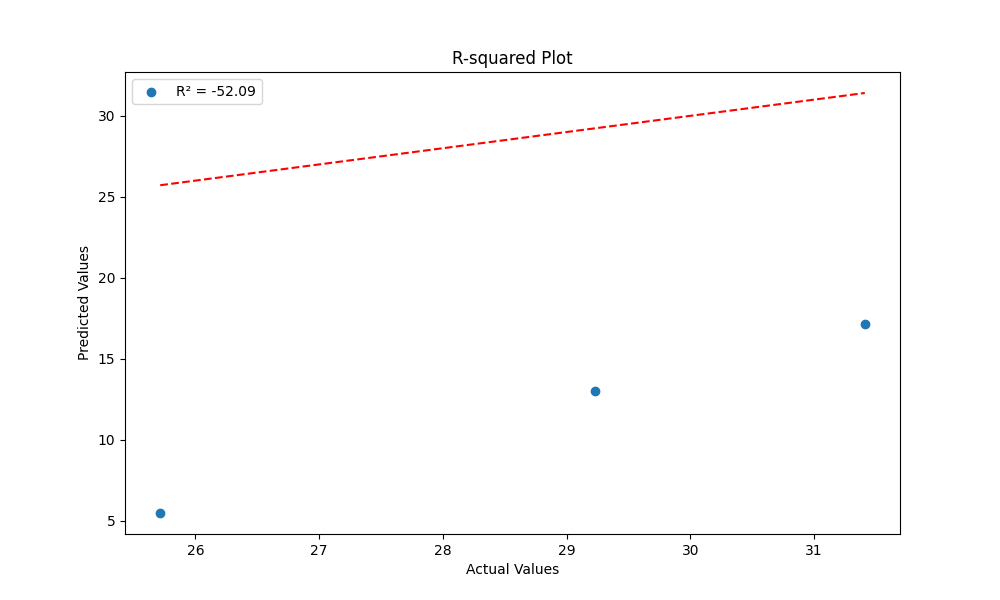 R-squared Plot
R² = -52.09
30
25
20
15
10
5
Predicted Values
26 27 28 29 30 31
Actual Values